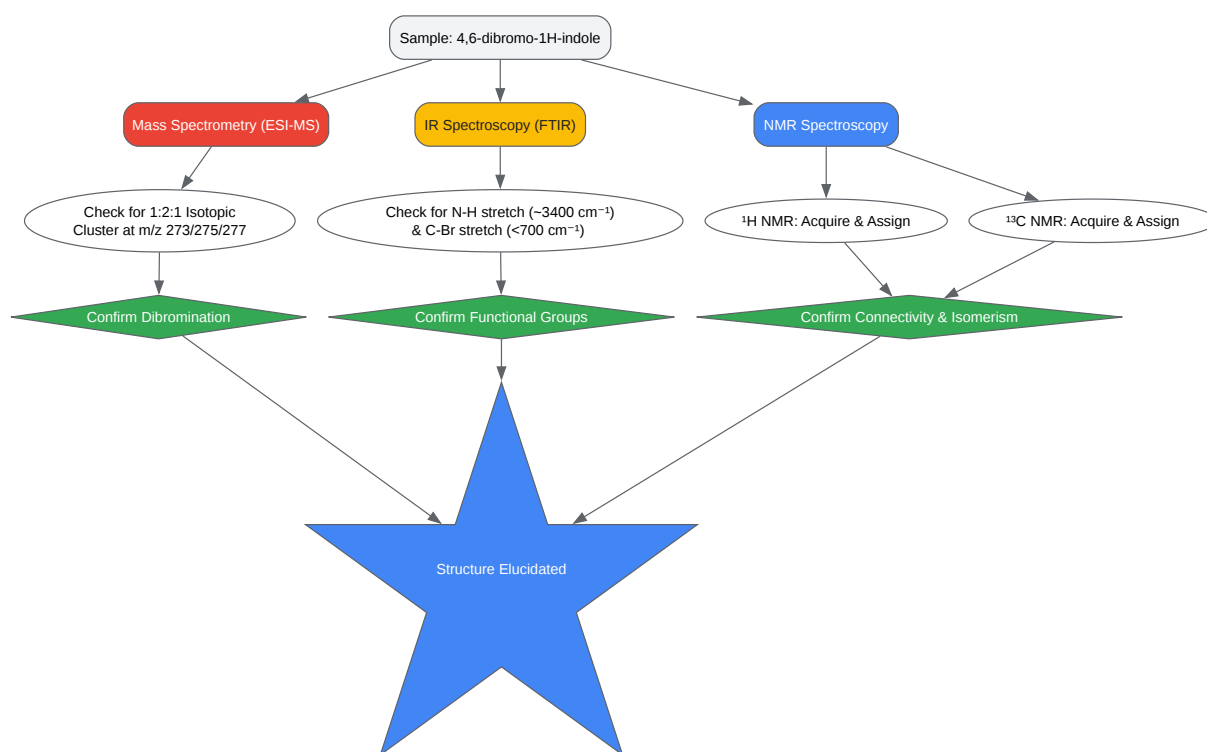 Sample: 4,6-dibromo-1H-indole
Mass Spectrometry (ESI-MS)
IR Spectroscopy (FTIR)
NMR Spectroscopy
Check for 1:2:1 Isotopic
Cluster at m/z 273/275/277
Check for N-H stretch (~3400 cm⁻¹)
& C-Br stretch (<700 cm⁻¹)
¹H NMR: Acquire & Assign
¹³C NMR: Acquire & Assign
Confirm Dibromination
Confirm Functional Groups
Confirm Connectivity & Isomerism
Structure Elucidated